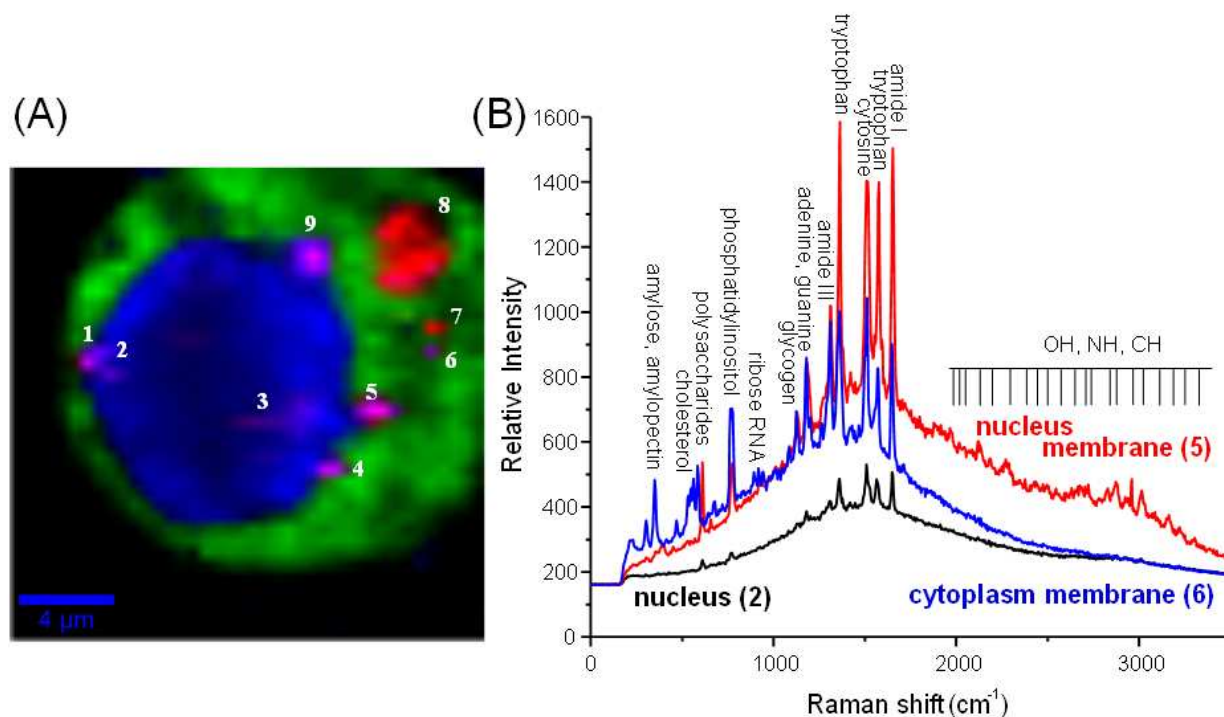 (A)
1
2
3
4
5
6
7
8
9
4 µm
(B)
Relative Intensity
1600
1400
1200
1000
800
600
400
200
0
amylose, amylopectin
cholesterol
polysaccharides
phosphatidylinositol
ribose RNA
glycogen
adenine, guanine
amide III
tryptophan
cytosine
tryptophan
amide I
OH, NH, CH
nucleus
membrane (5)
nucleus (2)
cytoplasm membrane (6)
0
1000
2000
3000
Raman shift (cm⁻¹)